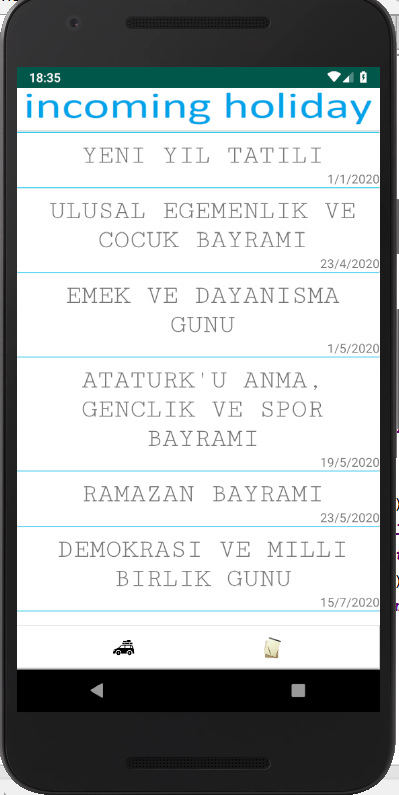 18:35
incoming holiday
YENI YIL TATILI
1/1/2020
ULUSAL EGEMENLIK VE
COCUK BAYRAMI
23/4/2020
EMEK VE DAYANISMA
GUNU
1/5/2020
ATATURK'U ANMA,
GENCLIK VE SPOR
BAYRAMI
19/5/2020
RAMAZAN BAYRAMI
23/5/2020
DEMOKRASI VE MILLI
BIRLIK GUNU
15/7/2020